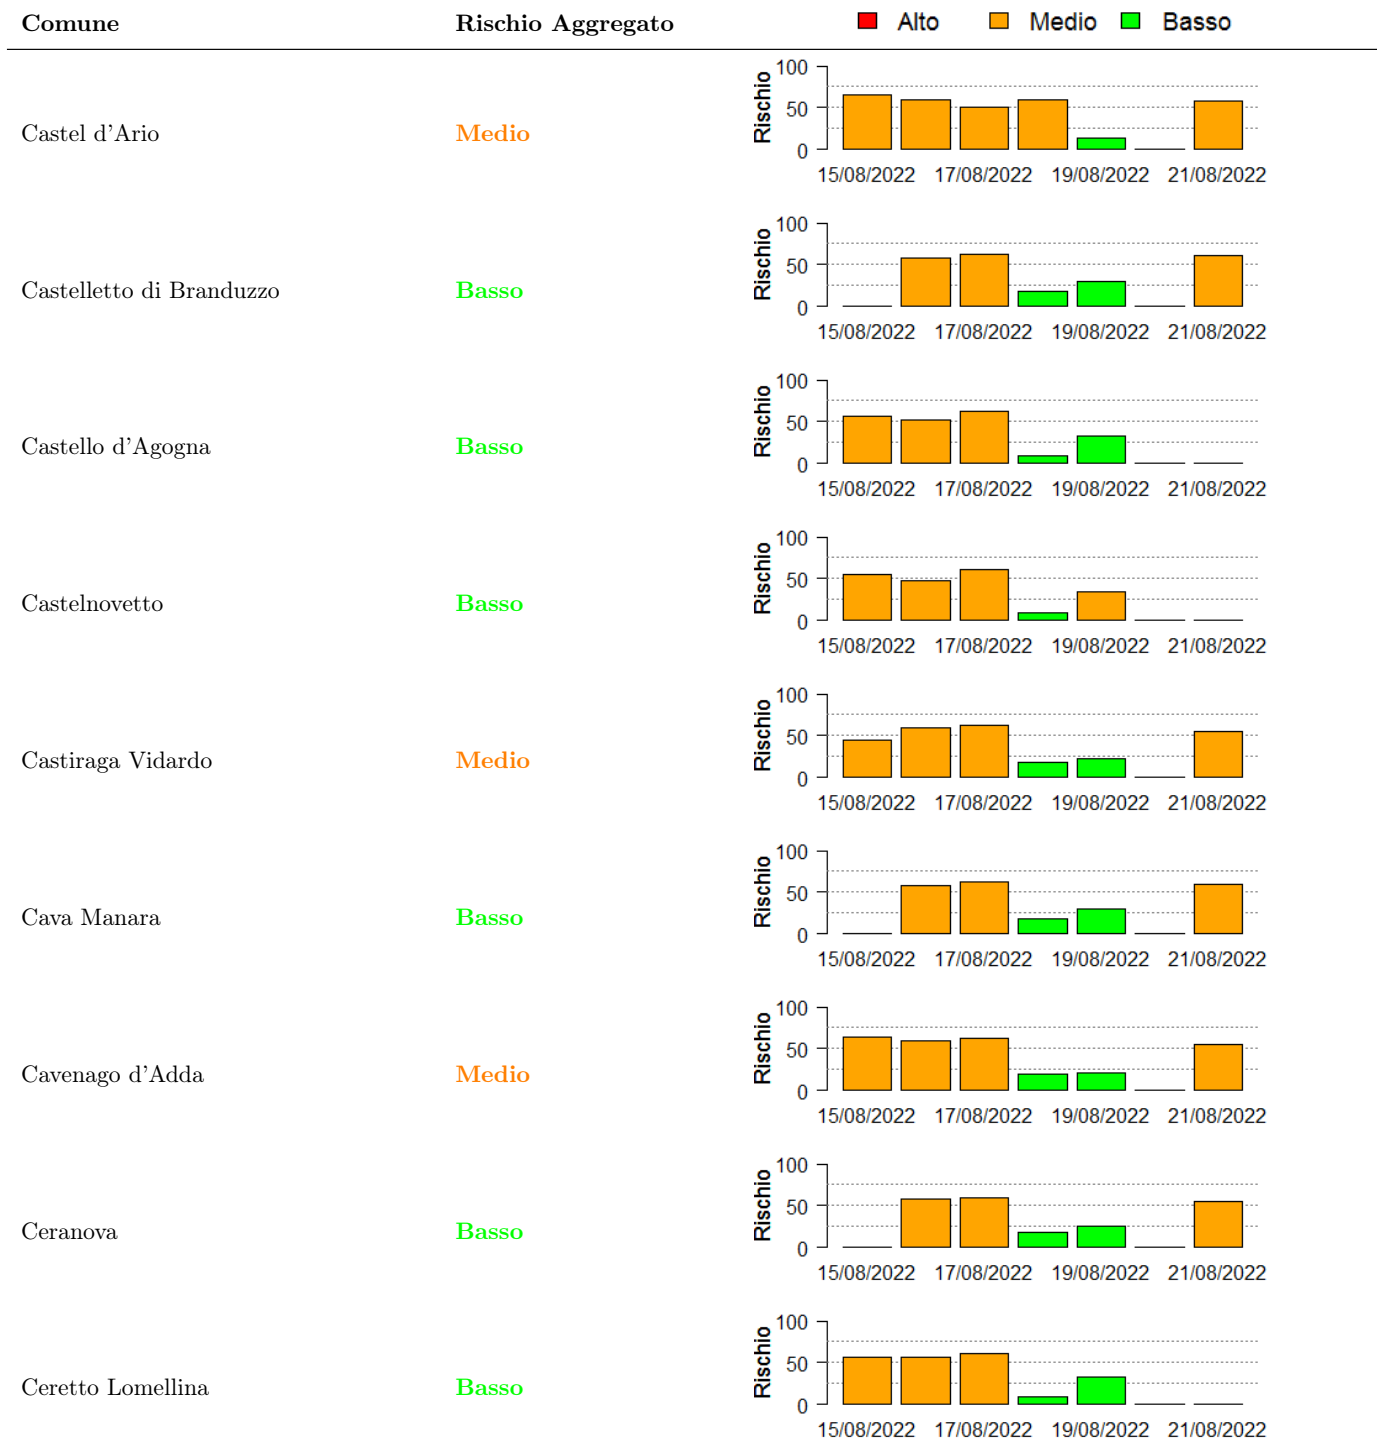 Comune Rischio Aggregato Alto Medio Basso
Castel d'Ario Medio
Rischio
100
50
0
15/08/2022 17/08/2022 19/08/2022 21/08/2022
Castelletto di Branduzzo Basso
Rischio
100
50
0
15/08/2022 17/08/2022 19/08/2022 21/08/2022
Castello d'Agogna Basso
Rischio
100
50
0
15/08/2022 17/08/2022 19/08/2022 21/08/2022
Castelnovetto Basso
Rischio
100
50
0
15/08/2022 17/08/2022 19/08/2022 21/08/2022
Castiraga Vidardo Medio
Rischio
100
50
0
15/08/2022 17/08/2022 19/08/2022 21/08/2022
Cava Manara Basso
Rischio
100
50
0
15/08/2022 17/08/2022 19/08/2022 21/08/2022
Cavenago d'Adda Medio
Rischio
100
50
0
15/08/2022 17/08/2022 19/08/2022 21/08/2022
Ceranova Basso
Rischio
100
50
0
15/08/2022 17/08/2022 19/08/2022 21/08/2022
Ceretto Lomellina Basso
Rischio
100
50
0
15/08/2022 17/08/2022 19/08/2022 21/08/2022